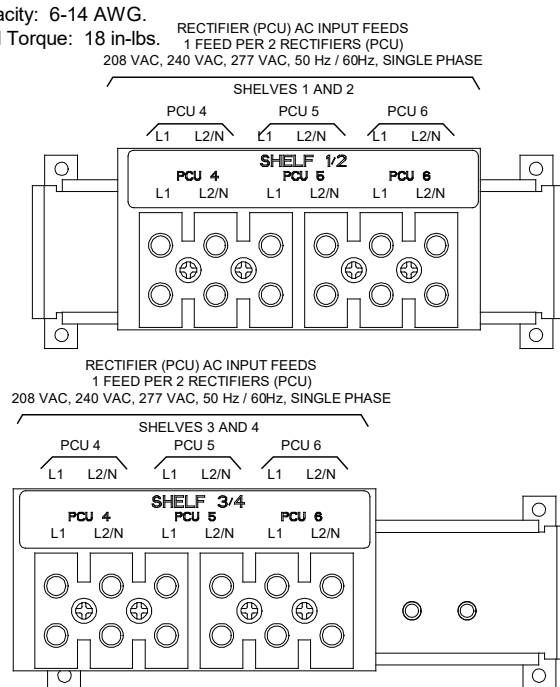 acity: 6-14 AWG.
Torque: 18 in-lbs.
RECTIFIER (PCU) AC INPUT FEEDS
1 FEED PER 2 RECTIFIERS (PCU)
208 VAC, 240 VAC, 277 VAC, 50 Hz / 60Hz, SINGLE PHASE
SHELVES 1 AND 2
PCU 4 PCU 5 PCU 6
L1 L2/N L1 L2/N L1 L2/N
SHELF 1/2
PCU 4 PCU 5 PCU 6
L1 L2/N L1 L2/N L1 L2/N
RECTIFIER (PCU) AC INPUT FEEDS
1 FEED PER 2 RECTIFIERS (PCU)
208 VAC, 240 VAC, 277 VAC, 50 Hz / 60Hz, SINGLE PHASE
SHELVES 3 AND 4
PCU 4 PCU 5 PCU 6
L1 L2/N L1 L2/N L1 L2/N
SHELF 3/4
PCU 4 PCU 5 PCU 6
L1 L2/N L1 L2/N L1 L2/N